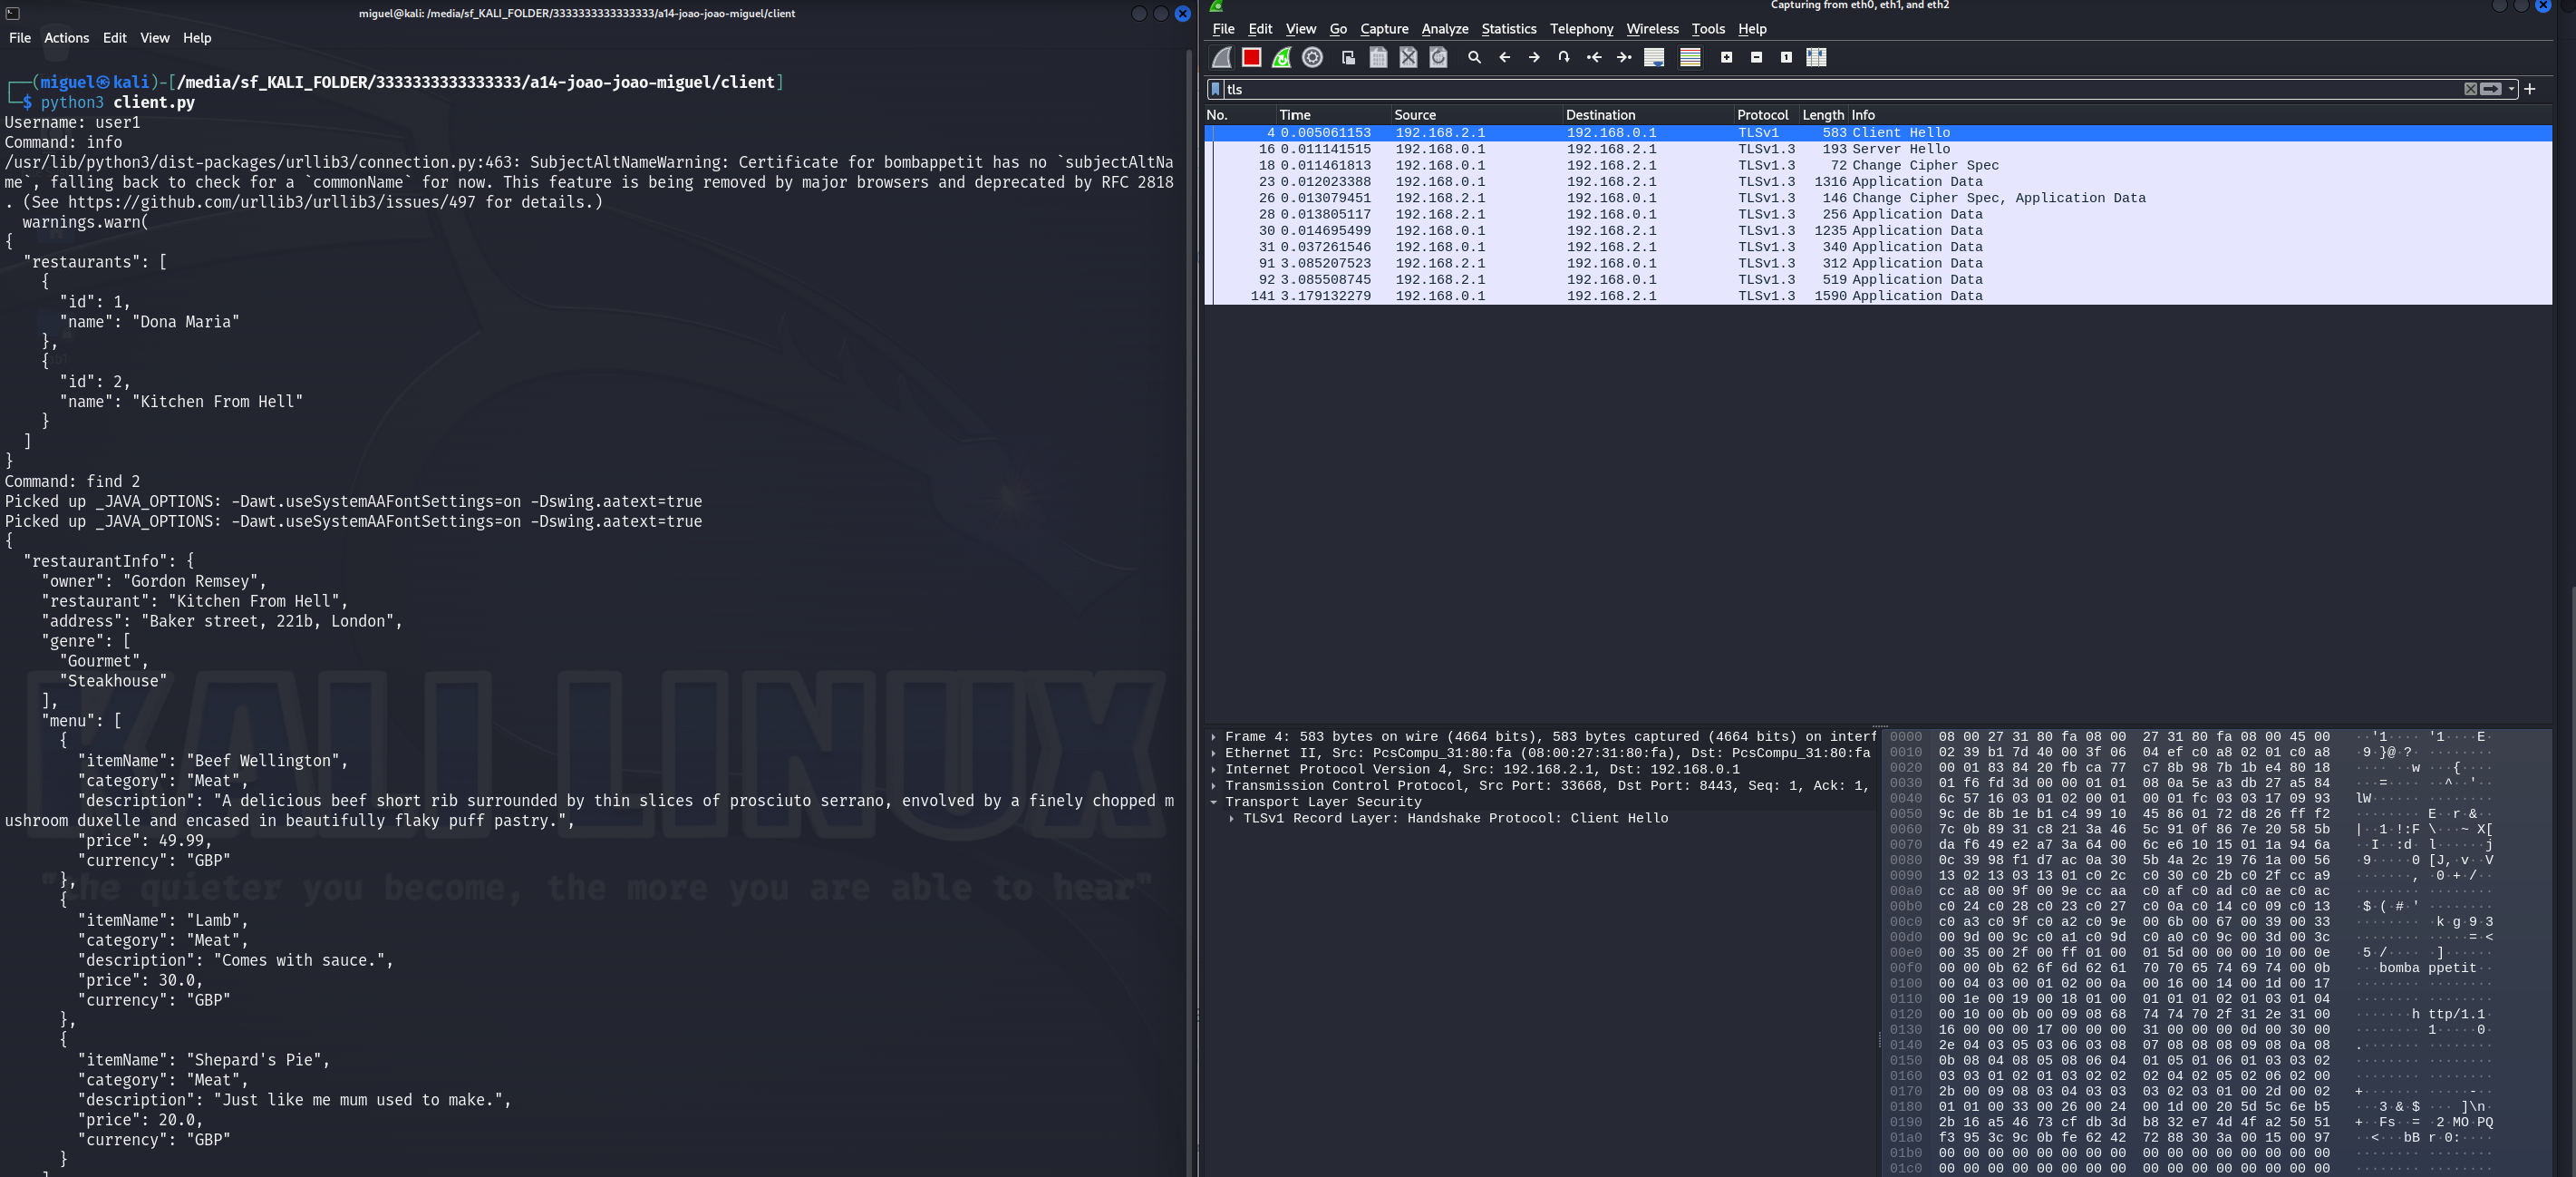 miguel@kali: /media/sf_KALI_FOLDER/3333333333333333/a14-joao-joao-miguel/client
File Actions Edit View Help
┌──(miguel㉿kali)-[/media/sf_KALI_FOLDER/3333333333333333/a14-joao-joao-miguel/client]
└─$ python3 client.py
Username: user1
Command: info
/usr/lib/python3/dist-packages/urllib3/connection.py:463: SubjectAltNameWarning: Certificate for bombappetit has no `subjectAltNa
me`, falling back to check for a `commonName` for now. This feature is being removed by major browsers and deprecated by RFC 2818
. (See https://github.com/urllib3/urllib3/issues/497 for details.)
  warnings.warn(
{
  "restaurants": [
    {
      "id": 1,
      "name": "Dona Maria"
    },
    {
      "id": 2,
      "name": "Kitchen From Hell"
    }
  ]
}
Command: find 2
Picked up _JAVA_OPTIONS: -Dawt.useSystemAAFontSettings=on -Dswing.aatext=true
Picked up _JAVA_OPTIONS: -Dawt.useSystemAAFontSettings=on -Dswing.aatext=true
{
  "restaurantInfo": {
    "owner": "Gordon Remsey",
    "restaurant": "Kitchen From Hell",
    "address": "Baker street, 221b, London",
    "genre": [
      "Gourmet",
      "Steakhouse"
    ],
    "menu": [
      {
        "itemName": "Beef Wellington",
        "category": "Meat",
        "description": "A delicious beef short rib surrounded by thin slices of prosciuto serrano, envolved by a finely chopped m
ushroom duxelle and encased in beautifully flaky puff pastry.",
        "price": 49.99,
        "currency": "GBP"
      },
      {
        "itemName": "Lamb",
        "category": "Meat",
        "description": "Comes with sauce.",
        "price": 30.0,
        "currency": "GBP"
      },
      {
        "itemName": "Shepard's Pie",
        "category": "Meat",
        "description": "Just like me mum used to make.",
        "price": 20.0,
        "currency": "GBP"
      }
KALI LINUX
"the quieter you become, the more you are able to hear"
Capturing from eth0, eth1, and eth2
File Edit View Go Capture Analyze Statistics Telephony Wireless Tools Help
tls
No. Time Source Destination Protocol Length Info
4 0.005061153 192.168.2.1 192.168.0.1 TLSv1 583 Client Hello
16 0.011141515 192.168.0.1 192.168.2.1 TLSv1.3 193 Server Hello
18 0.011461813 192.168.0.1 192.168.2.1 TLSv1.3 72 Change Cipher Spec
23 0.012023388 192.168.0.1 192.168.2.1 TLSv1.3 1316 Application Data
26 0.013079451 192.168.2.1 192.168.0.1 TLSv1.3 146 Change Cipher Spec, Application Data
28 0.013805117 192.168.2.1 192.168.0.1 TLSv1.3 256 Application Data
30 0.014695499 192.168.0.1 192.168.2.1 TLSv1.3 1235 Application Data
31 0.037261546 192.168.0.1 192.168.2.1 TLSv1.3 340 Application Data
91 3.085207523 192.168.2.1 192.168.0.1 TLSv1.3 312 Application Data
92 3.085508745 192.168.2.1 192.168.0.1 TLSv1.3 519 Application Data
141 3.179132279 192.168.0.1 192.168.2.1 TLSv1.3 1590 Application Data
Frame 4: 583 bytes on wire (4664 bits), 583 bytes captured (4664 bits) on interf
Ethernet II, Src: PcsCompu_31:80:fa (08:00:27:31:80:fa), Dst: PcsCompu_31:80:fa
Internet Protocol Version 4, Src: 192.168.2.1, Dst: 192.168.0.1
Transmission Control Protocol, Src Port: 33668, Dst Port: 8443, Seq: 1, Ack: 1,
Transport Layer Security
TLSv1 Record Layer: Handshake Protocol: Client Hello
0000 08 00 27 31 80 fa 08 00 27 31 80 fa 08 00 45 00 ··'1···· '1····E·
0010 02 39 b1 7d 40 00 3f 06 04 ef c0 a8 02 01 c0 a8 ·9·}@·?· ········
0020 00 01 83 84 20 fb ca 77 c7 8b 98 7b 1b e4 80 18 ···· ··w ···{····
0030 01 f6 fd 3d 00 00 01 01 08 0a 5e a3 db 27 a5 84 ···=···· ··^··'··
0040 6c 57 16 03 01 02 00 01 00 01 fc 03 03 17 09 93 lW······ ········
0050 9c de 8b 1e b1 c4 99 10 45 86 01 72 d8 26 ff f2 ········ E··r·&··
0060 7c 0b 89 31 c8 21 3a 46 5c 91 0f 86 7e 20 58 5b |··1·!:F \···~ X[
0070 da f6 49 e2 a7 3a 64 00 6c e6 10 15 01 1a 94 6a ··I··:d· l······j
0080 0c 39 98 f1 d7 ac 0a 30 5b 4a 2c 19 76 1a 00 56 ·9·····0 [J,·v··V
0090 13 02 13 03 13 01 c0 2c c0 30 c0 2b c0 2f cc a9 ·······, ·0·+·/··
00a0 cc a8 00 9f 00 9e cc aa c0 af c0 ad c0 ae c0 ac ········ ········
00b0 c0 24 c0 28 c0 23 c0 27 c0 0a c0 14 c0 09 c0 13 ·$·(·#·' ········
00c0 c0 a3 c0 9f c0 a2 c0 9e 00 6b 00 67 00 39 00 33 ········ ·k·g·9·3
00d0 00 9d 00 9c c0 a1 c0 9d c0 a0 c0 9c 00 3d 00 3c ········ ·····=·<
00e0 00 35 00 2f 00 ff 01 00 01 5d 00 00 00 10 00 0e ·5·/···· ·]······
00f0 00 00 0b 62 6f 6d 62 61 70 70 65 74 69 74 00 0b ···bomba ppetit··
0100 00 04 03 00 01 02 00 0a 00 16 00 14 00 1d 00 17 ········ ········
0110 00 1e 00 19 00 18 01 00 01 01 01 02 01 03 01 04 ········ ········
0120 00 10 00 0b 00 09 08 68 74 74 70 2f 31 2e 31 00 ·······h ttp/1.1·
0130 16 00 00 00 17 00 00 00 31 00 00 00 0d 00 30 00 ········ 1·····0·
0140 2e 04 03 05 03 06 03 08 07 08 08 08 09 08 0a 08 .······· ········
0150 0b 08 04 08 05 08 06 04 01 05 01 06 01 03 03 02 ········ ········
0160 03 03 01 02 01 03 02 02 02 04 02 05 02 06 02 00 ········ ········
0170 2b 00 09 08 03 04 03 03 03 02 03 01 00 2d 00 02 +······· ·····-··
0180 01 01 00 33 00 26 00 24 00 1d 00 20 5d 5c 6e b5 ···3·&·$ ··· ]\n·
0190 2b 16 a5 46 73 cf db 3d b8 32 e7 4d 4f a2 50 51 +··Fs··= ·2·MO·PQ
01a0 f3 95 3c 9c 0b fe 62 42 72 88 30 3a 00 15 00 97 ··<···bB r·0:····
01b0 00 00 00 00 00 00 00 00 00 00 00 00 00 00 00 00 ········ ········
01c0 00 00 00 00 00 00 00 00 00 00 00 00 00 00 00 00 ········ ········